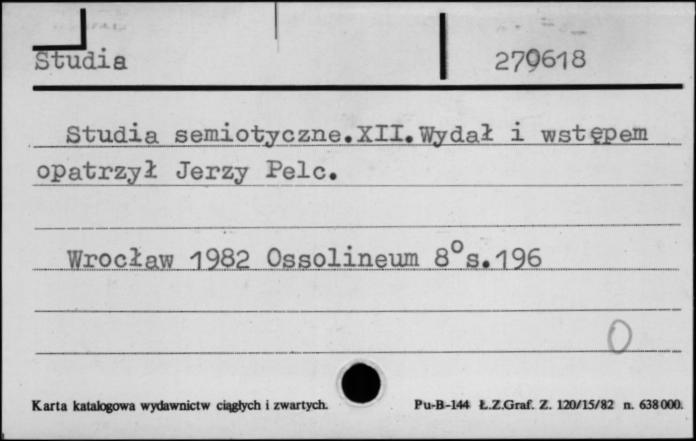 Studia 279618
Studia semiotyczne.XII.Wydał i wstępem
opatrzył Jerzy Pelc.
Wrocław 1982 Ossolineum 8°s.196
0
Karta katalogowa wydawnictw ciągłych i zwartych. Pu-B-144 Ł.Z.Graf. Z. 120/15/82 n. 638000.